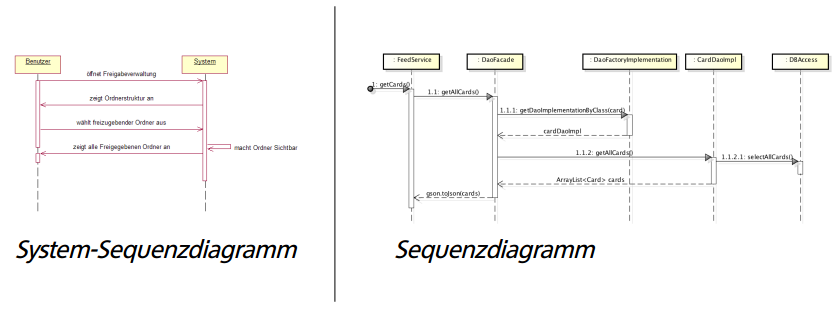 Benutzer
System
öffnet Freigabeverwaltung
zeigt Ordnerstruktur an
wählt freizugebender Ordner aus
zeigt alle Freigegebenen Ordner an
macht Ordner Sichtbar
System-Sequenzdiagramm
: FeedService
: DaoFacade
: DaoFactoryImplementation
: CardDaoImpl
: DBAccess
1: getCards()
1.1: getAllCards()
1.1.1: getDaoImplementationByClass(card)
cardDaoImpl
1.1.2: getAllCards()
1.1.2.1: selectAllCards()
ArrayList<Card> cards
gson.toJson(cards)
Sequenzdiagramm